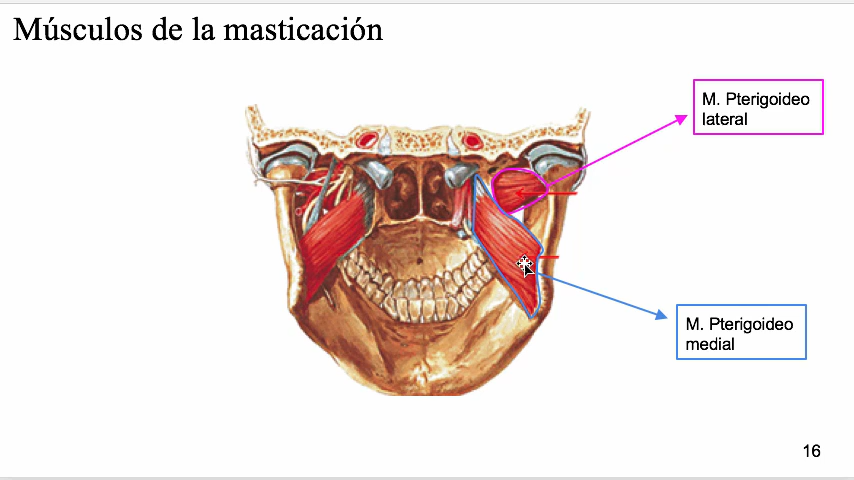 Músculos de la masticación
M. Pterigoideo
lateral
M. Pterigoideo
medial
16